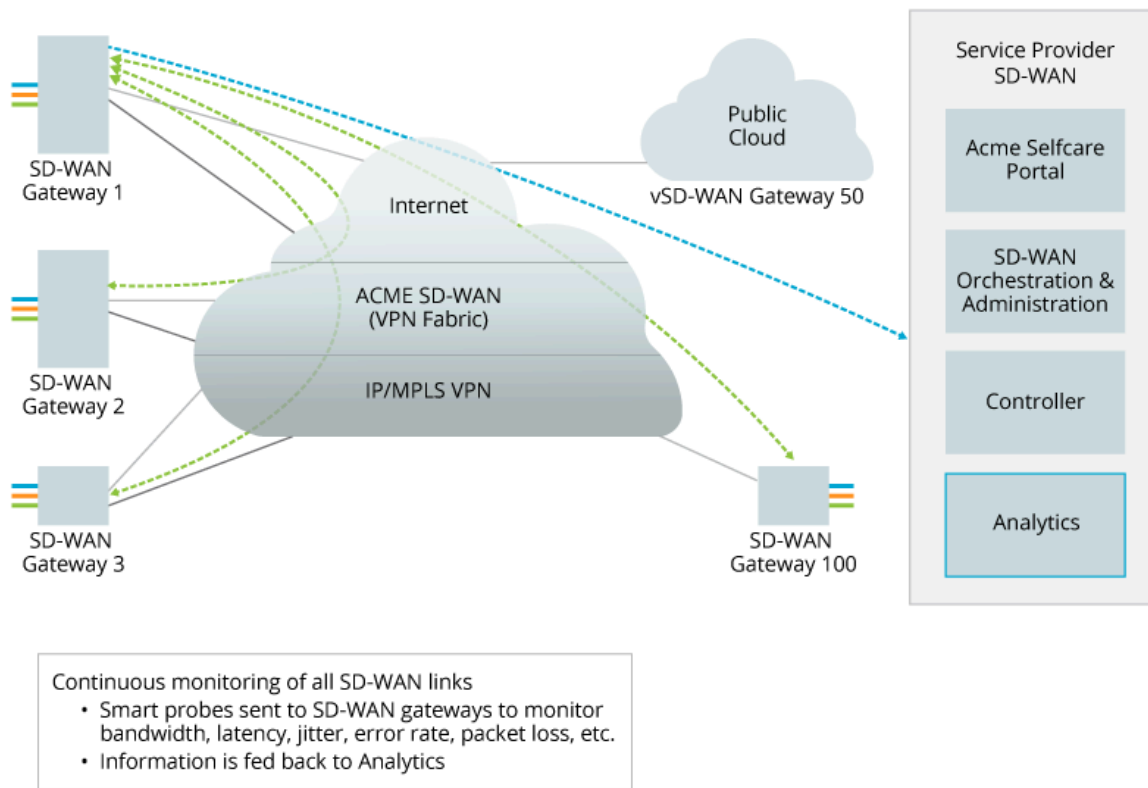 SD-WAN
Gateway 1
SD-WAN
Gateway 2
SD-WAN
Gateway 3
Internet
ACME SD-WAN
(VPN Fabric)
IP/MPLS VPN
Public
Cloud
vSD-WAN Gateway 50
SD-WAN
Gateway 100
Service Provider
SD-WAN
Acme Selfcare
Portal
SD-WAN
Orchestration &
Administration
Controller
Analytics
Continuous monitoring of all SD-WAN links
• Smart probes sent to SD-WAN gateways to monitor
bandwidth, latency, jitter, error rate, packet loss, etc.
• Information is fed back to Analytics